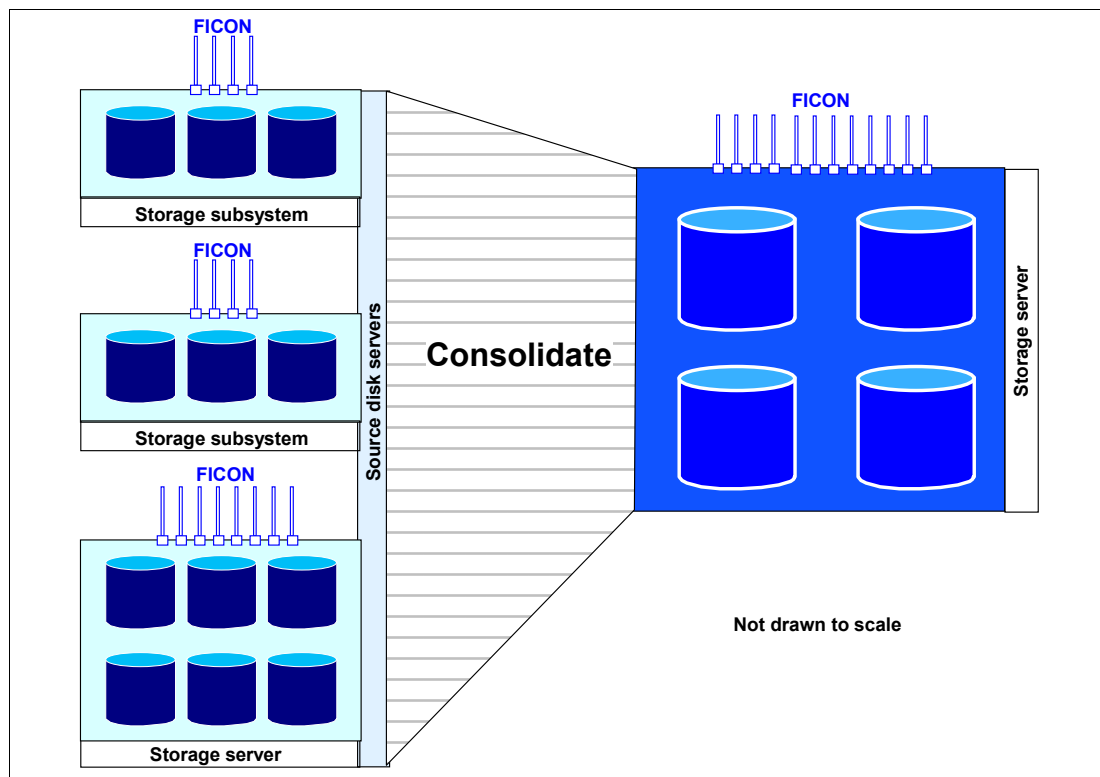 FICON
Storage subsystem
FICON
Storage subsystem
FICON
Storage server
Source disk servers
Consolidate
FICON
Storage server
Not drawn to scale